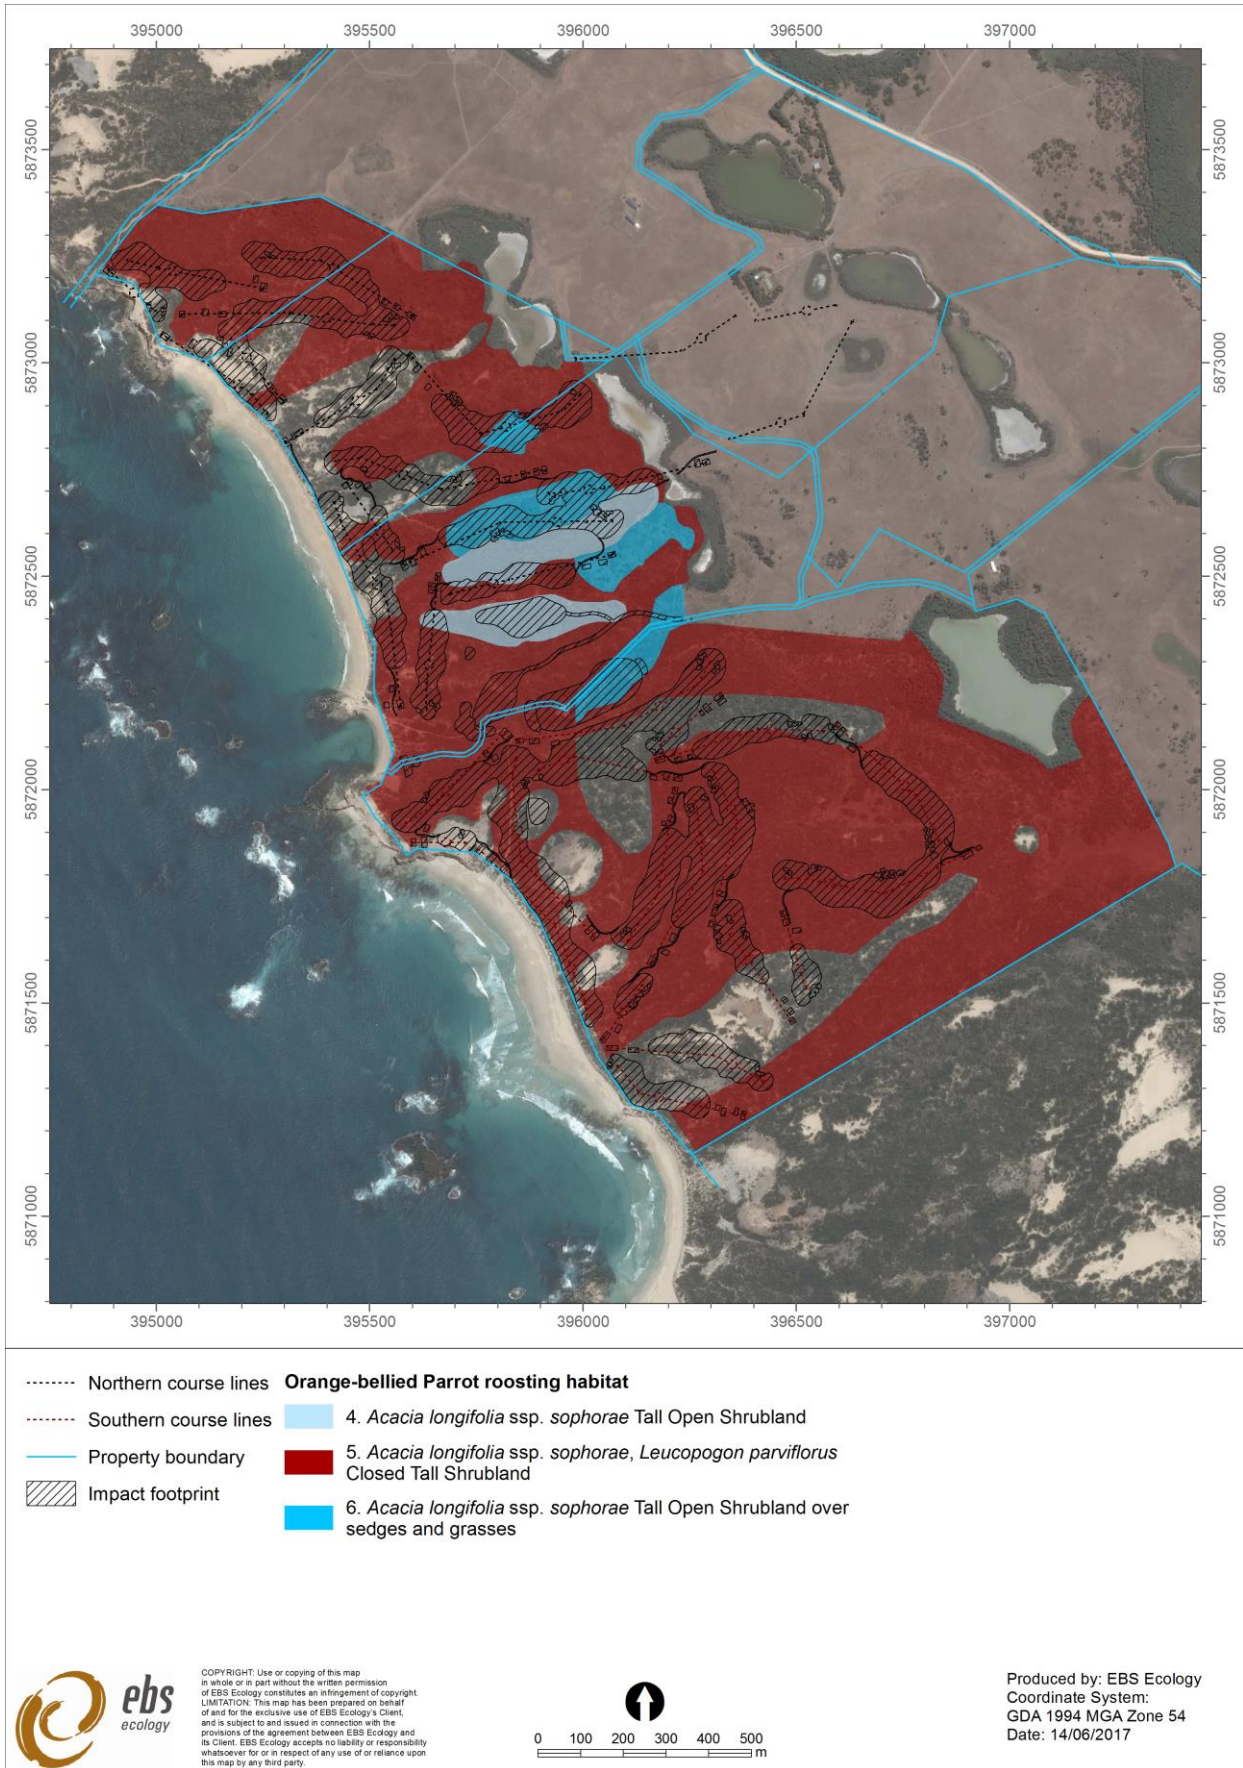 395000 395500 396000 396500 397000
5873500 5873500
5873000 5873000
5872500 5872500
5872000 5872000
5871500 5871500
5871000 5871000
395000 395500 396000 396500 397000
Northern course lines
Southern course lines
Property boundary
Impact footprint
Orange-bellied Parrot roosting habitat
4. Acacia longifolia ssp. sophorae Tall Open Shrubland
5. Acacia longifolia ssp. sophorae, Leucopogon parviflorus
Closed Tall Shrubland
6. Acacia longifolia ssp. sophorae Tall Open Shrubland over
sedges and grasses
ebs
ecology
COPYRIGHT: Use or copying of this map
in whole or in part without the written permission
of EBS Ecology constitutes an infringement of copyright.
LIMITATION: This map has been prepared on behalf
of and for the exclusive use of EBS Ecology's Client,
and is subject to and issued in connection with the
provisions of the agreement between EBS Ecology and
its Client. EBS Ecology accepts no liability or responsibility
whatsoever for or in respect of any use of or reliance upon
this map by any third party.
0 100 200 300 400 500
m
Produced by: EBS Ecology
Coordinate System:
GDA 1994 MGA Zone 54
Date: 14/06/2017